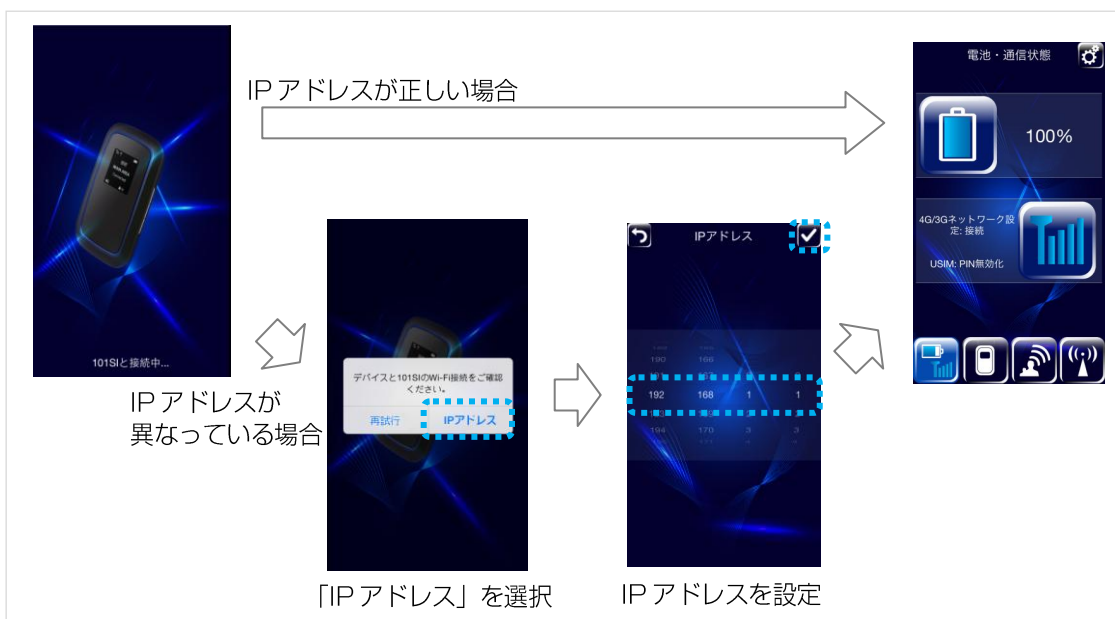 IPアドレスが正しい場合
電池・通信状態
100%
4G/3Gネットワーク設
定: 接続
USIM: PIN無効化
101SIと接続中...
IPアドレスが
異なっている場合
デバイスと101SIのWi-Fi接続をご確認
ください。
再試行 IPアドレス
「IPアドレス」を選択
IPアドレス
190 166
192 168 1 1
194 170 3 3
IPアドレスを設定